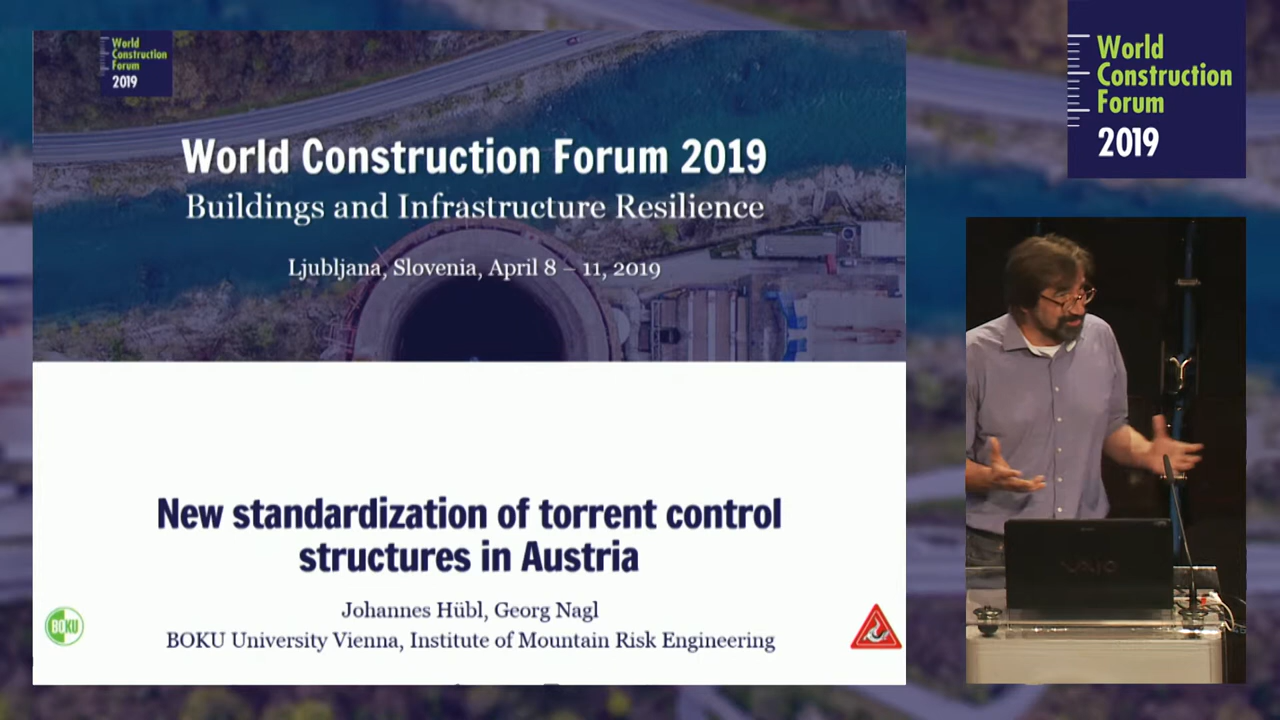 World
Construction
Forum
2019
World Construction Forum 2019
Buildings and Infrastructure Resilience
Ljubljana, Slovenia, April 8 – 11, 2019
New standardization of torrent control
structures in Austria
Johannes Hübl, Georg Nagl
BOKU University Vienna, Institute of Mountain Risk Engineering
BOKU
World
Construction
Forum
2019
VAIO